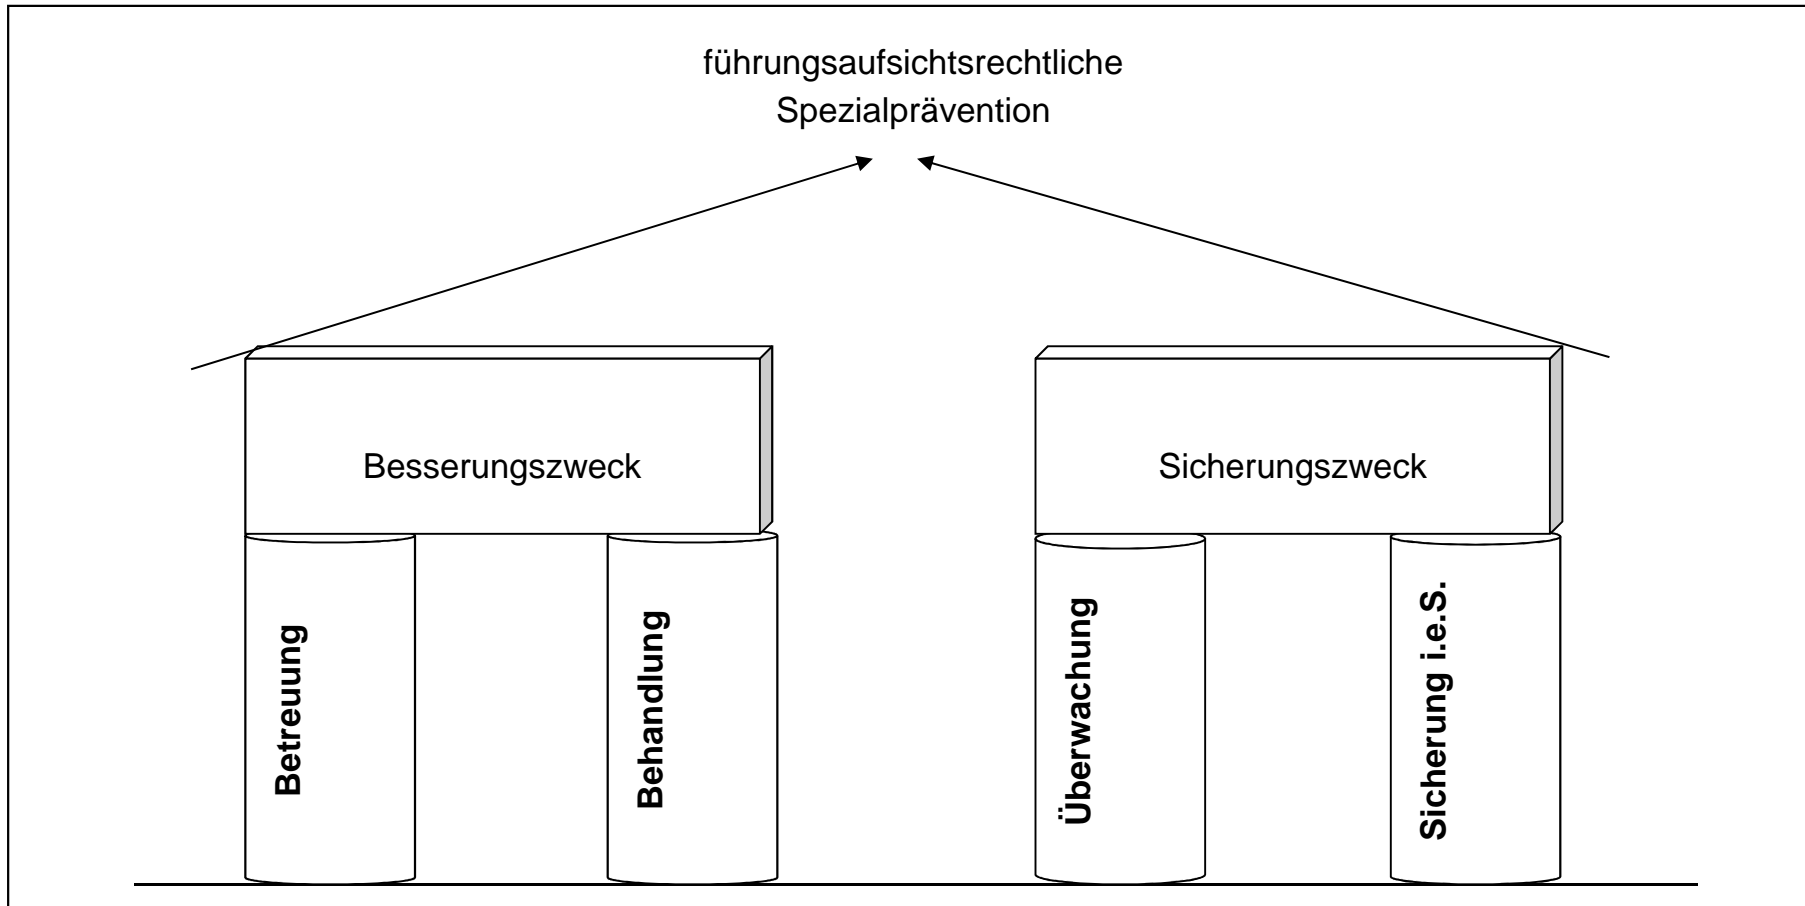 führungsaufsichtsrechtliche
Spezialprävention
Besserungszweck
Sicherungszweck
Betreuung
Behandlung
Überwachung
Sicherung i.e.S.